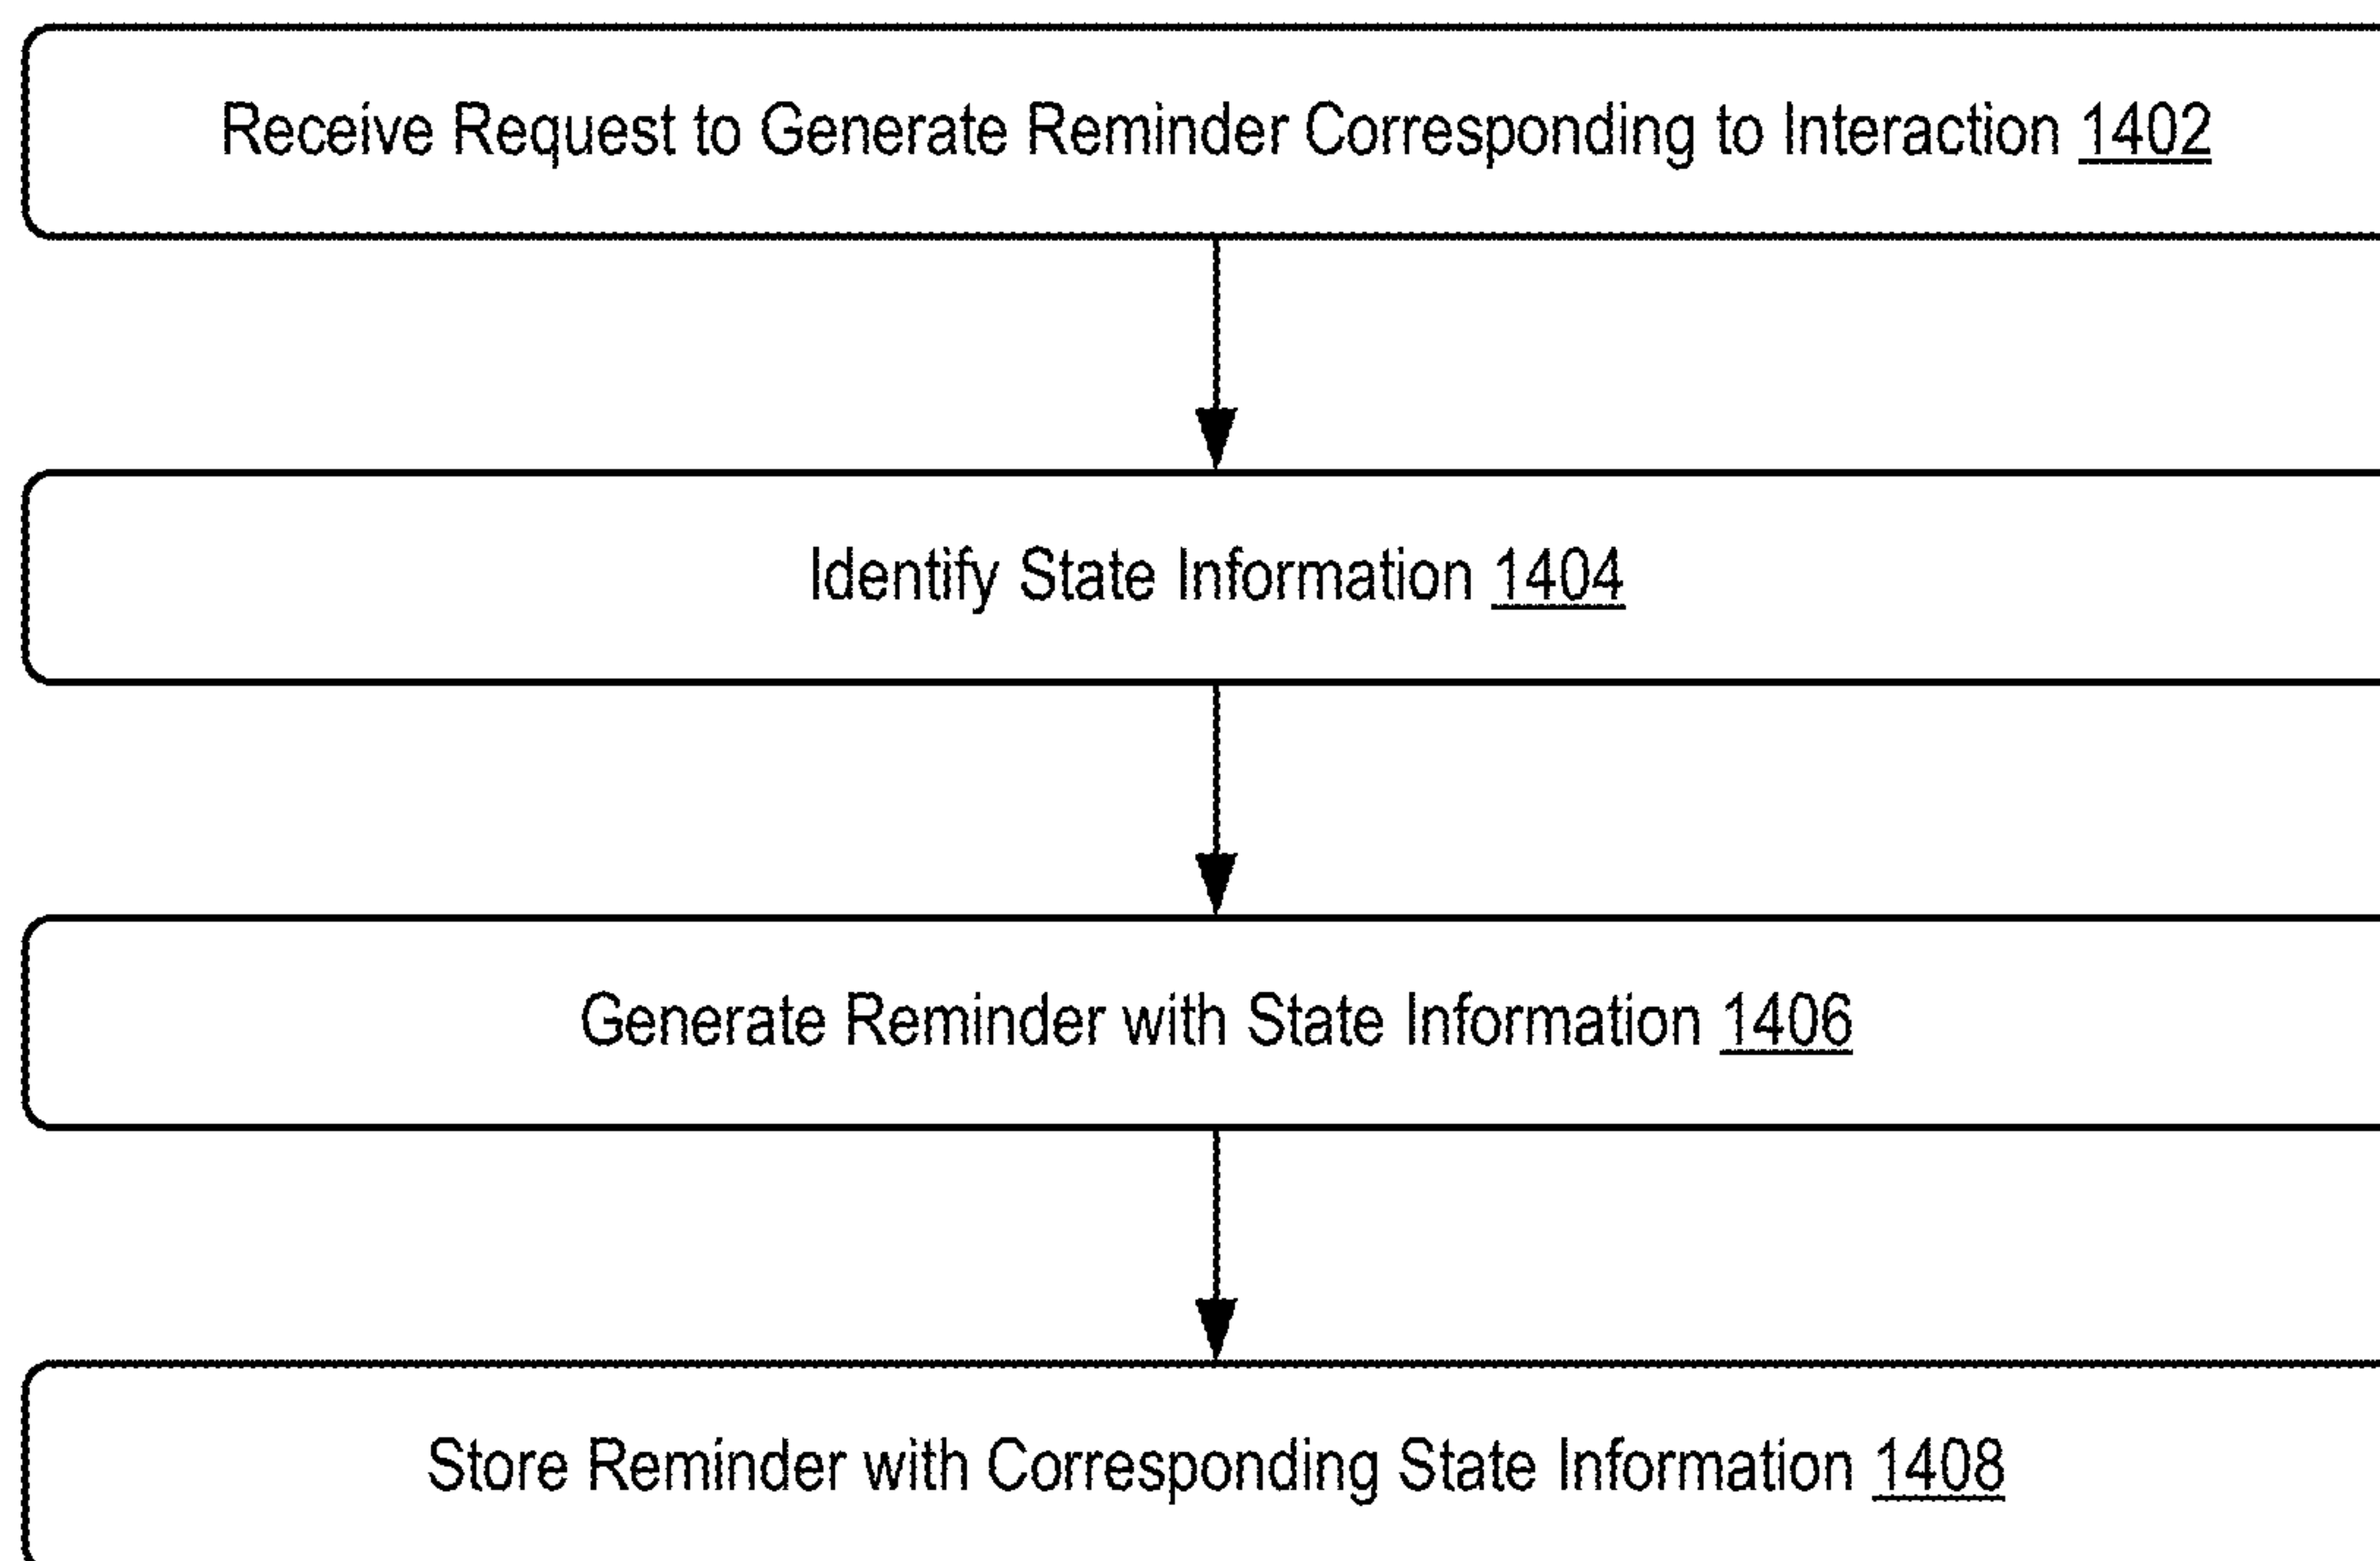 Receive Request to Generate Reminder Corresponding to Interaction 1402
Identify State Information 1404
Generate Reminder with State Information 1406
Store Reminder with Corresponding State Information 1408